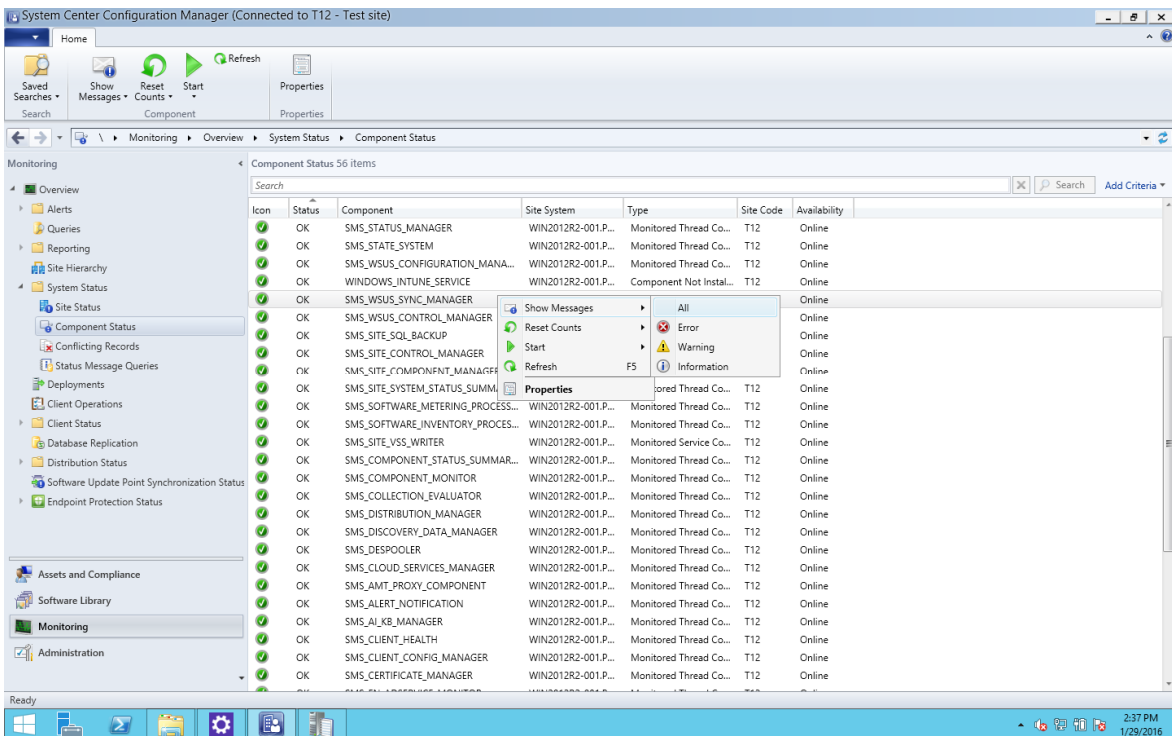 System Center Configuration Manager (Connected to T12 - Test site)
Home
Saved Searches
Show Messages
Reset Counts
Start
Refresh
Properties
Search
Component
Properties
\ Monitoring Overview System Status Component Status
Monitoring
Overview
Alerts
Queries
Reporting
Site Hierarchy
System Status
Site Status
Component Status
Conflicting Records
Status Message Queries
Deployments
Client Operations
Client Status
Database Replication
Distribution Status
Software Update Point Synchronization Status
Endpoint Protection Status
Assets and Compliance
Software Library
Monitoring
Administration
Component Status 56 items
Search
Search
Add Criteria
Icon Status Component Site System Type Site Code Availability
OK SMS_STATUS_MANAGER WIN2012R2-001.P... Monitored Thread Co... T12 Online
OK SMS_STATE_SYSTEM WIN2012R2-001.P... Monitored Thread Co... T12 Online
OK SMS_WSUS_CONFIGURATION_MANA... WIN2012R2-001.P... Monitored Thread Co... T12 Online
OK WINDOWS_INTUNE_SERVICE WIN2012R2-001.P... Component Not Instal... T12 Online
OK SMS_WSUS_SYNC_MANAGER Online
OK SMS_WSUS_CONTROL_MANAGER Online
OK SMS_SITE_SQL_BACKUP Online
OK SMS_SITE_CONTROL_MANAGER Online
OK SMS_SITE_COMPONENT_MANAGER Online
OK SMS_SITE_SYSTEM_STATUS_SUMM T12 Online
OK SMS_SOFTWARE_METERING_PROCESS... WIN2012R2-001.P... Monitored Thread Co... T12 Online
OK SMS_SOFTWARE_INVENTORY_PROCES... WIN2012R2-001.P... Monitored Thread Co... T12 Online
OK SMS_SITE_VSS_WRITER WIN2012R2-001.P... Monitored Service Co... T12 Online
OK SMS_COMPONENT_STATUS_SUMMAR... WIN2012R2-001.P... Monitored Thread Co... T12 Online
OK SMS_COMPONENT_MONITOR WIN2012R2-001.P... Monitored Thread Co... T12 Online
OK SMS_COLLECTION_EVALUATOR WIN2012R2-001.P... Monitored Thread Co... T12 Online
OK SMS_DISTRIBUTION_MANAGER WIN2012R2-001.P... Monitored Thread Co... T12 Online
OK SMS_DISCOVERY_DATA_MANAGER WIN2012R2-001.P... Monitored Thread Co... T12 Online
OK SMS_DESPOOLER WIN2012R2-001.P... Monitored Thread Co... T12 Online
OK SMS_CLOUD_SERVICES_MANAGER WIN2012R2-001.P... Monitored Thread Co... T12 Online
OK SMS_AMT_PROXY_COMPONENT WIN2012R2-001.P... Monitored Thread Co... T12 Online
OK SMS_ALERT_NOTIFICATION WIN2012R2-001.P... Monitored Thread Co... T12 Online
OK SMS_AI_KB_MANAGER WIN2012R2-001.P... Monitored Thread Co... T12 Online
OK SMS_CLIENT_HEALTH WIN2012R2-001.P... Monitored Thread Co... T12 Online
OK SMS_CLIENT_CONFIG_MANAGER WIN2012R2-001.P... Monitored Thread Co... T12 Online
OK SMS_CERTIFICATE_MANAGER WIN2012R2-001.P... Monitored Thread Co... T12 Online
Show Messages
Reset Counts
Start
Refresh F5
Properties
All
Error
Warning
Information
Ready
2:37 PM
1/29/2016